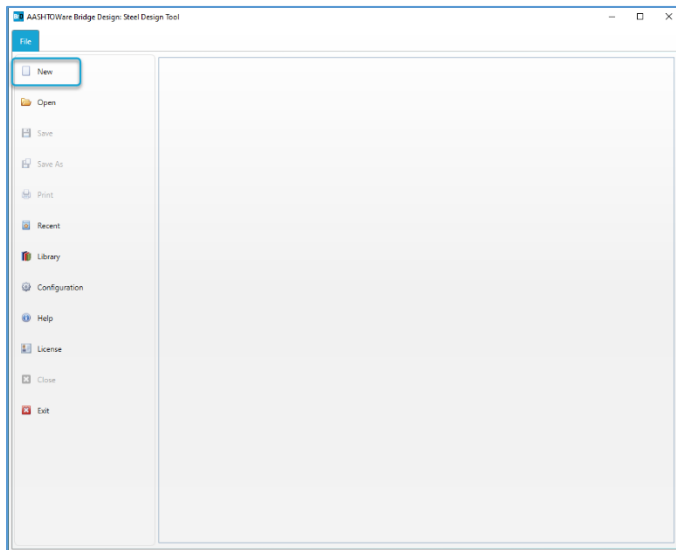 AASHTOWare Bridge Design: Steel Design Tool
File
New
Open
Save
Save As
Print
Recent
Library
Configuration
Help
License
Close
Exit